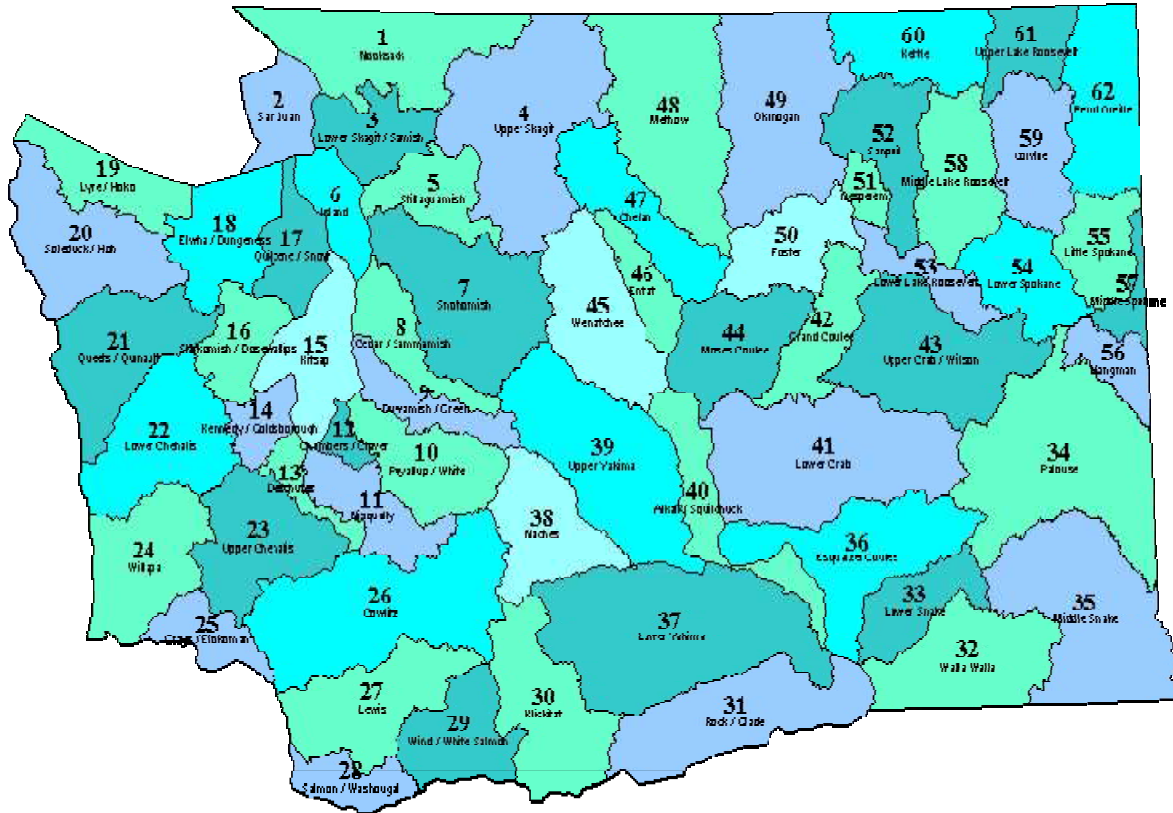 1
Nooksack
2
San Juan
3
Lower Skagit / Samish
4
Upper Skagit
5
Stillaguamish
6
Island
7
Snohomish
8
Cedar / Sammamish
9
Duwamish / Green
10
Puyallup / White
11
Nisqually
12
Chambers / Clover
13
Deschutes
14
Kennedy / Goldsborough
15
Kitsap
16
Skokomish / Dosewallips
17
Quilcene / Snow
18
Elwha / Dungeness
19
Lyre / Hoko
20
Soleduck / Hoh
21
Queets / Quinault
22
Lower Chehalis
23
Upper Chehalis
24
Willapa
25
Grays / Elokoman
26
Cowlitz
27
Lewis
28
Salmon / Washougal
29
Wind / White Salmon
30
Klickitat
31
Rock / Glade
32
Walla Walla
33
Lower Snake
34
Palouse
35
Middle Snake
36
Esquatzel Coulee
37
Lower Yakima
38
Naches
39
Upper Yakima
40
Alkali / Squilchuck
41
Lower Crab
42
Grand Coulee
43
Upper Crab / Wilson
44
Moses Coulee
45
Wenatchee
46
Entiat
47
Chelan
48
Methow
49
Okanogan
50
Foster
51
Nespelem
52
Sanpoil
53
Lower Lake Roosevelt
54
Lower Spokane
55
Little Spokane
56
Hangman
57
Middle Spokane
58
Middle Lake Roosevelt
59
Colville
60
Kettle
61
Upper Lake Roosevelt
62
Pend Oreille